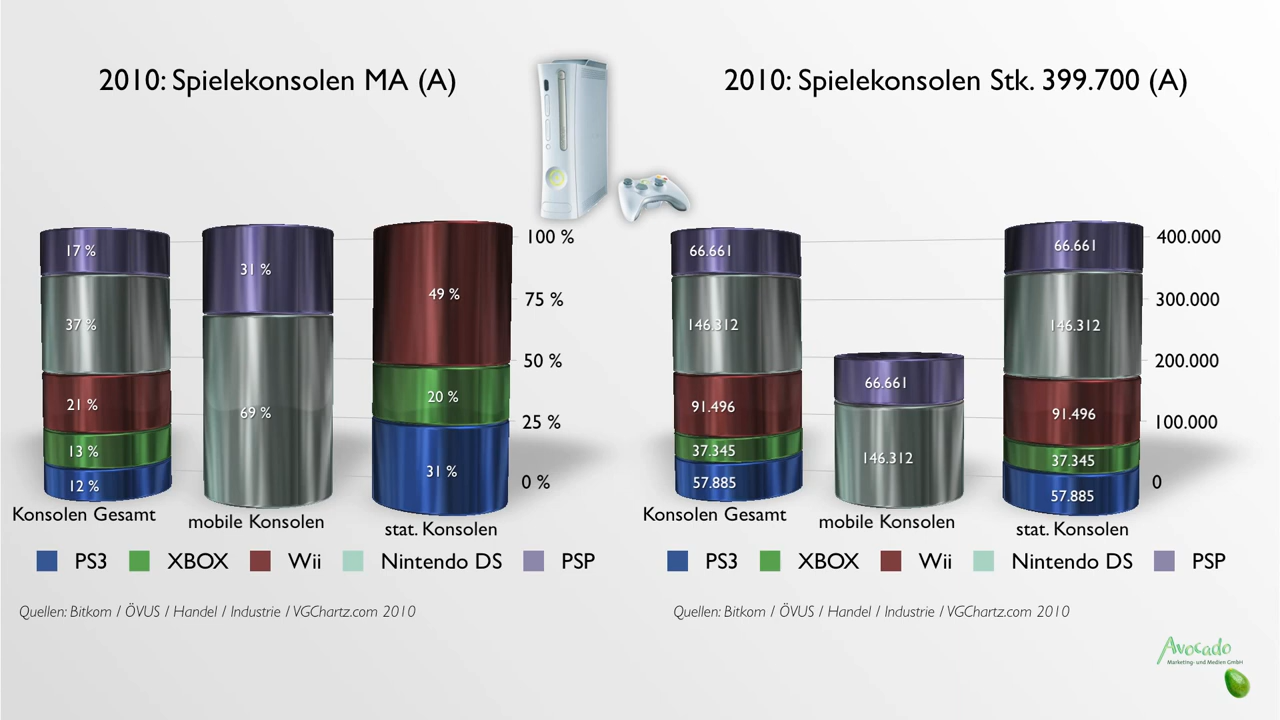 2010: Spielekonsolen MA (A)
17 %
37 %
21 %
13 %
12 %
31 %
69 %
49 %
20 %
31 %
100 %
75 %
50 %
25 %
0 %
Konsolen Gesamt
mobile Konsolen
stat. Konsolen
PS3 XBOX Wii Nintendo DS PSP
Quellen: Bitkom / ÖVUS / Handel / Industrie / VGChartz.com 2010
2010: Spielekonsolen Stk. 399.700 (A)
66.661
146.312
91.496
37.345
57.885
66.661
146.312
66.661
146.312
91.496
37.345
57.885
400.000
300.000
200.000
100.000
0
Konsolen Gesamt
mobile Konsolen
stat. Konsolen
PS3 XBOX Wii Nintendo DS PSP
Quellen: Bitkom / ÖVUS / Handel / Industrie / VGChartz.com 2010
Avocado
Marketing- und Medien GmbH